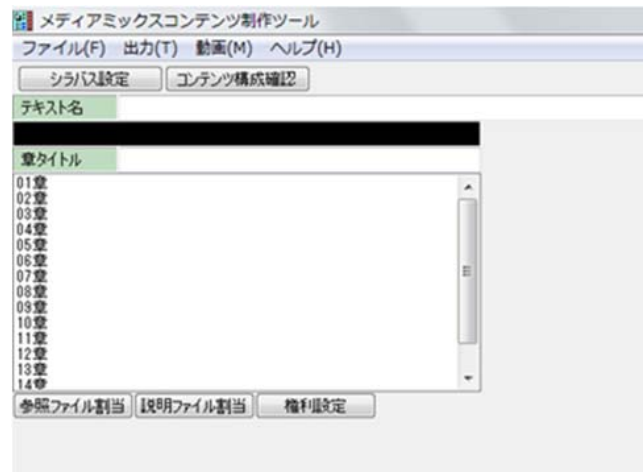 メディアミックスコンテンツ制作ツール
ファイル(F) 出力(T) 動画(M) ヘルプ(H)
シラバス設定 コンテンツ構成確認
テキスト名
章タイトル
01章
02章
03章
04章
05章
06章
07章
08章
09章
10章
11章
12章
13章
14章
参照ファイル割当 説明ファイル割当 権利設定